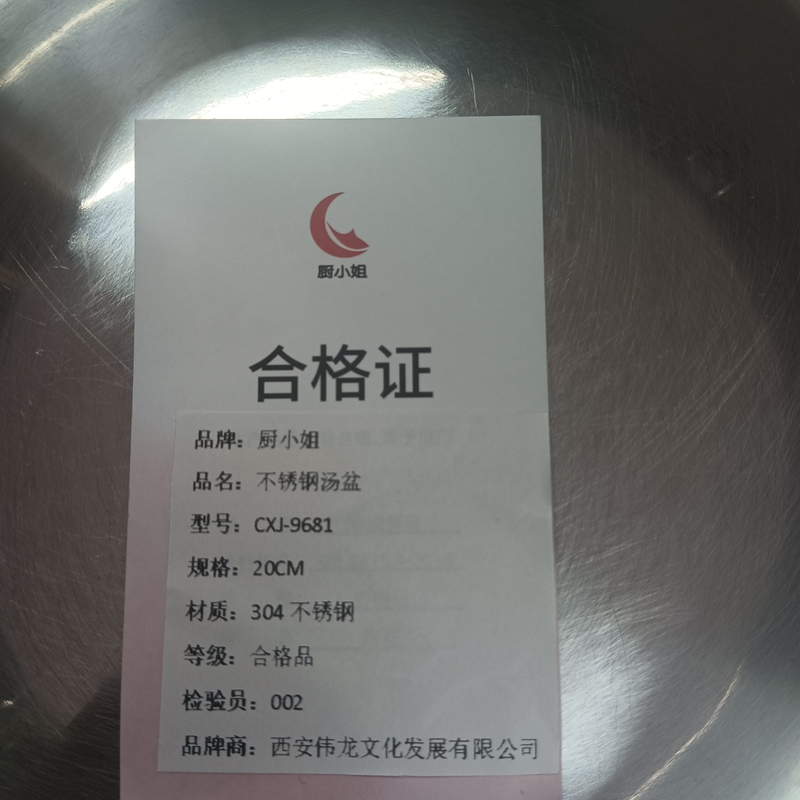 厨小姐
合格证
品牌：厨小姐
品名：不锈钢汤盆
型号：CXJ-9681
规格：20CM
材质：304 不锈钢
等级：合格品
检验员：002
品牌商：西安伟龙文化发展有限公司